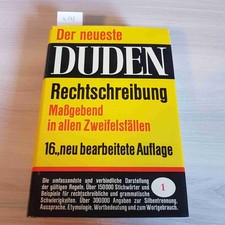 Der neueste
DUDEN
Rechtschreibung
Maßgebend
in allen Zweifelsfällen
16., neu bearbeitete Auflage
Die umfassendste und verbindliche Darstellung
der gültigen Regeln. Über 150000 Stichwörter und
Beispiele für rechtschreibliche und grammatische
Schwierigkeiten. Über 300000 Angaben zur Silbentrennung,
Aussprache, Etymologie, Wortbedeutung und zum Wortgebrauch.
1